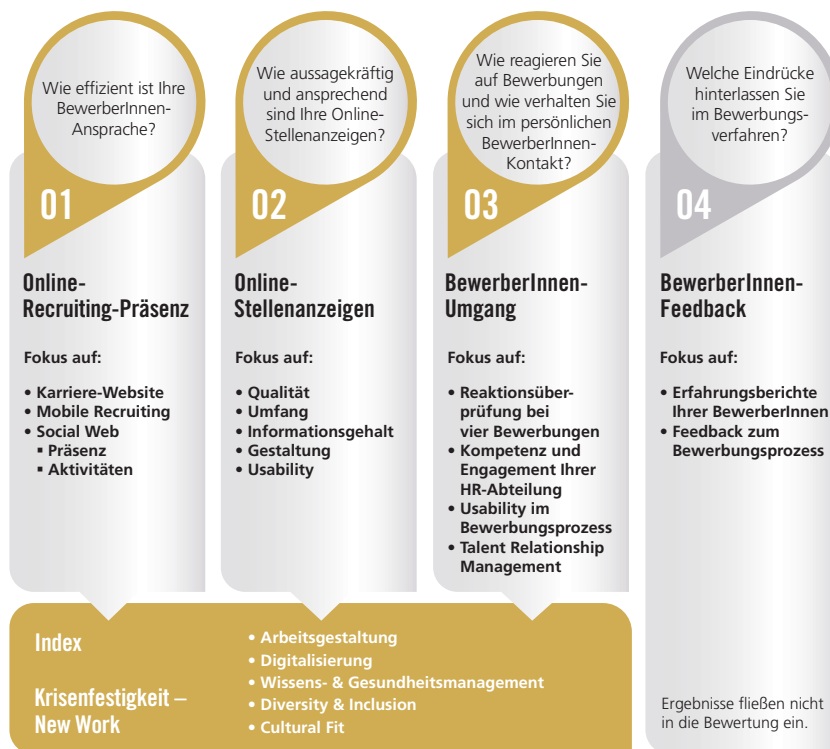 Wie effizient ist Ihre
BewerberInnen-
Ansprache?
01
Online-
Recruiting-Präsenz
Fokus auf:
• Karriere-Website
• Mobile Recruiting
• Social Web
▪ Präsenz
▪ Aktivitäten
Wie aussagekräftig
und ansprechend
sind Ihre Online-
Stellenanzeigen?
02
Online-
Stellenanzeigen
Fokus auf:
• Qualität
• Umfang
• Informationsgehalt
• Gestaltung
• Usability
Wie reagieren Sie
auf Bewerbungen
und wie verhalten Sie
sich im persönlichen
BewerberInnen-
Kontakt?
03
BewerberInnen-
Umgang
Fokus auf:
• Reaktionsüber-
prüfung bei
vier Bewerbungen
• Kompetenz und
Engagement Ihrer
HR-Abteilung
• Usability im
Bewerbungsprozess
• Talent Relationship
Management
Welche Eindrücke
hinterlassen Sie
im Bewerbungs-
verfahren?
04
BewerberInnen-
Feedback
Fokus auf:
• Erfahrungsberichte
Ihrer BewerberInnen
• Feedback zum
Bewerbungsprozess
Ergebnisse fließen nicht
in die Bewertung ein.
Index
Krisenfestigkeit –
New Work
• Arbeitsgestaltung
• Digitalisierung
• Wissens- & Gesundheitsmanagement
• Diversity & Inclusion
• Cultural Fit